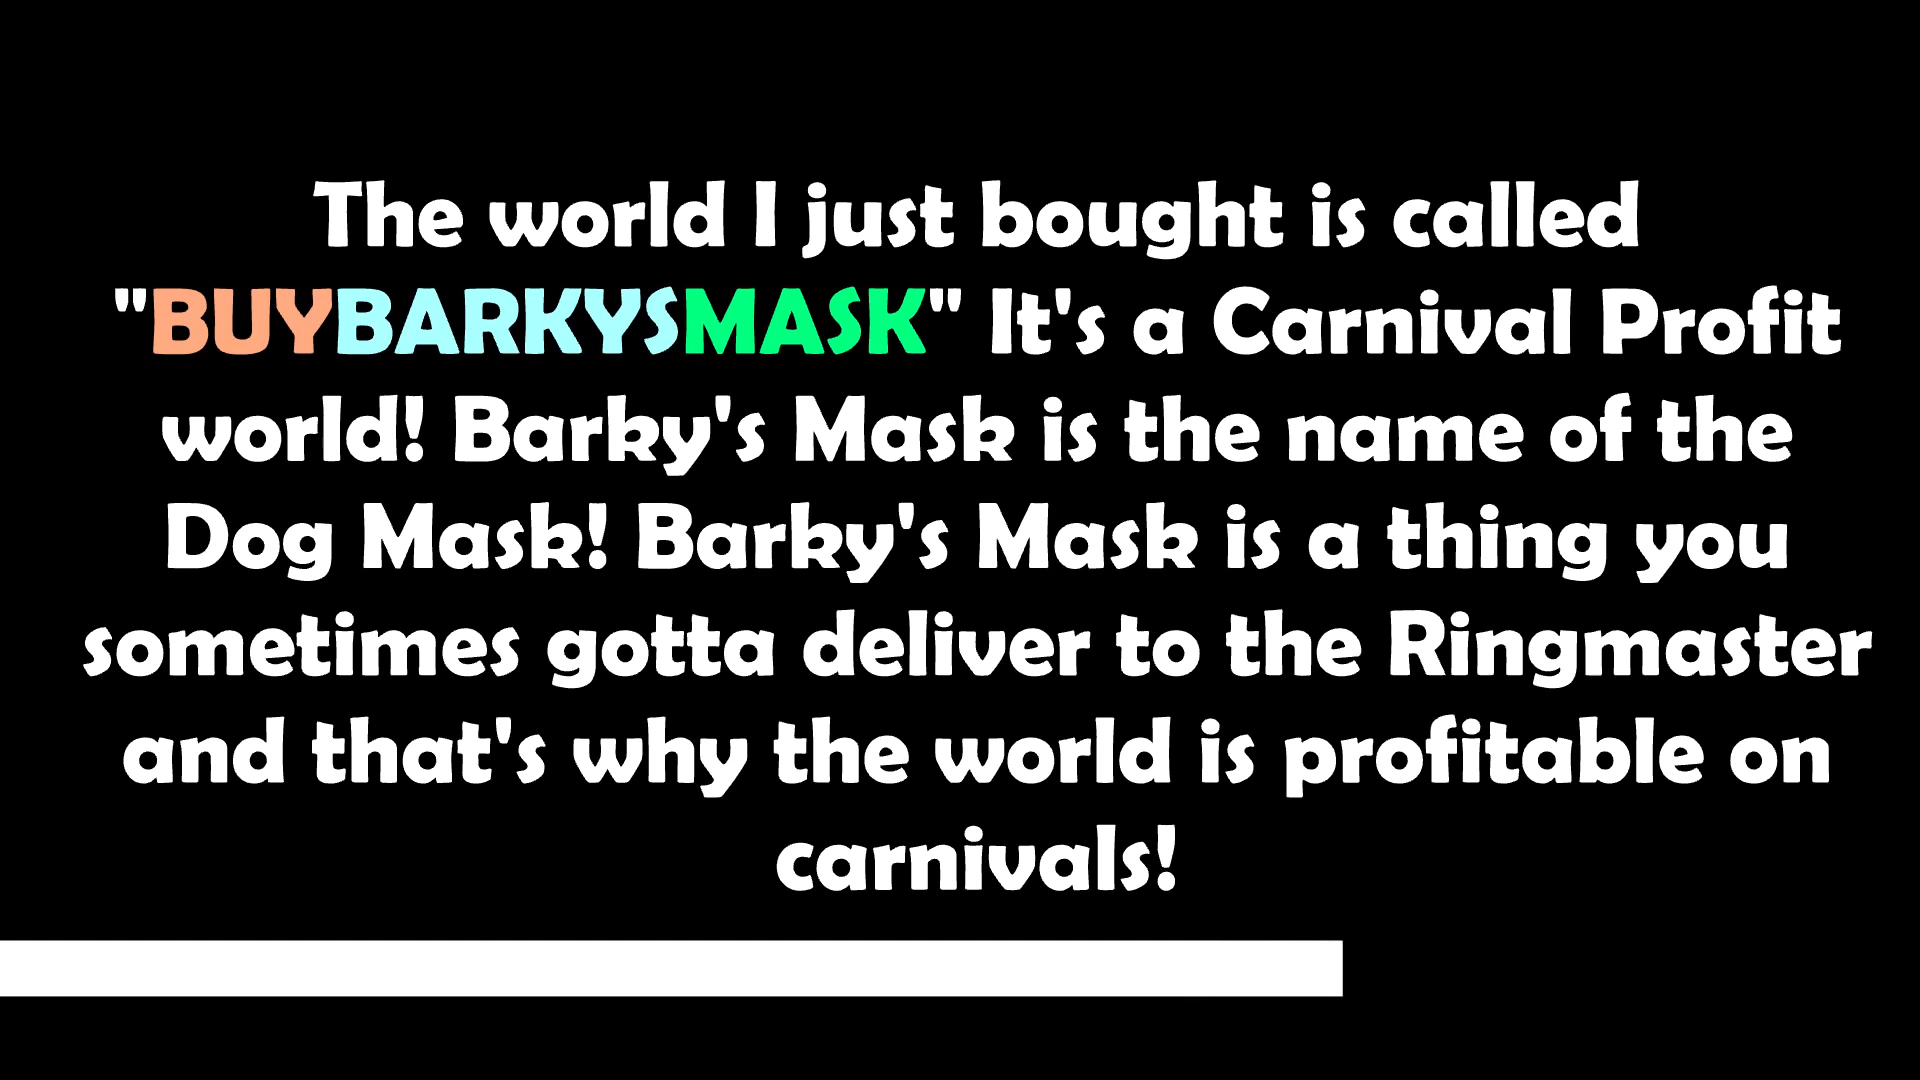 The world I just bought is called
"BUYBARKYSMASK" It's a Carnival Profit
world! Barky's Mask is the name of the
Dog Mask! Barky's Mask is a thing you
sometimes gotta deliver to the Ringmaster
and that's why the world is profitable on
carnivals!